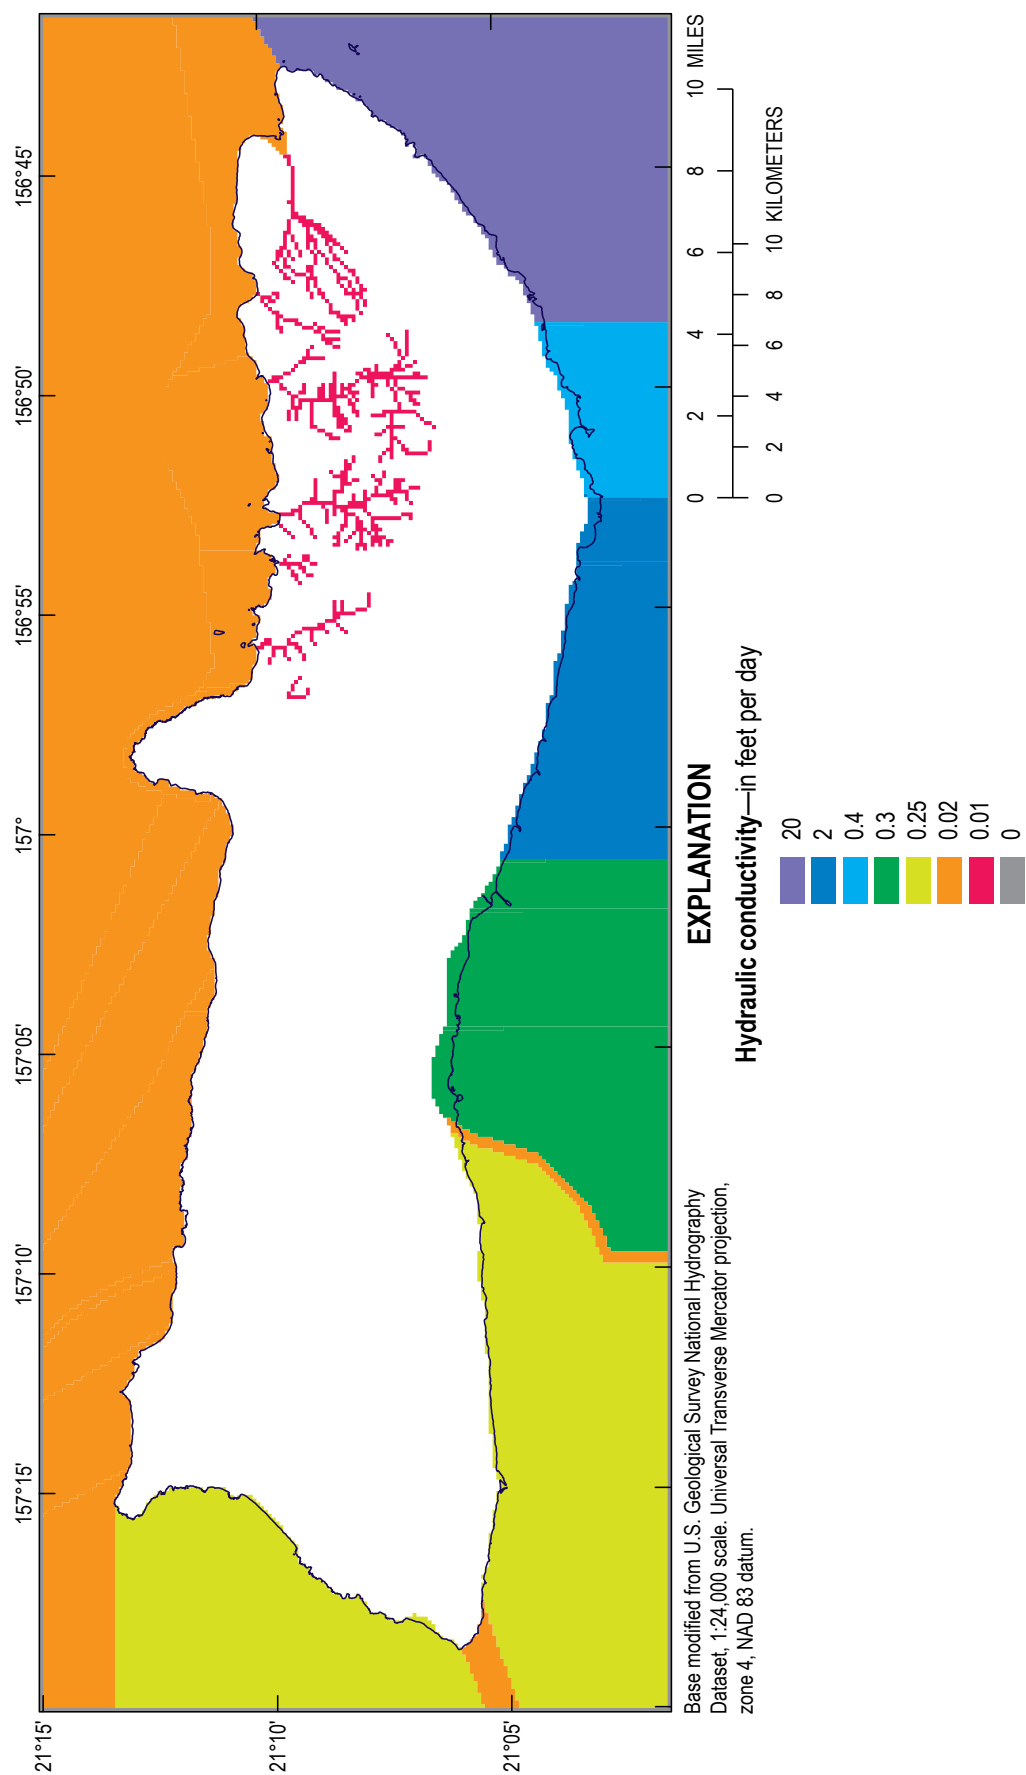 157°15'
157°10'
157°05'
157°
156°55'
156°50'
156°45'
21°15'
21°10'
21°05'
Base modified from U.S. Geological Survey National Hydrography
Dataset, 1:24,000 scale. Universal Transverse Mercator projection,
zone 4, NAD 83 datum.
0 2 4 6 8 10 MILES
0 2 4 6 8 10 KILOMETERS
EXPLANATION
Hydraulic conductivity—in feet per day
20
2
0.4
0.3
0.25
0.02
0.01
0